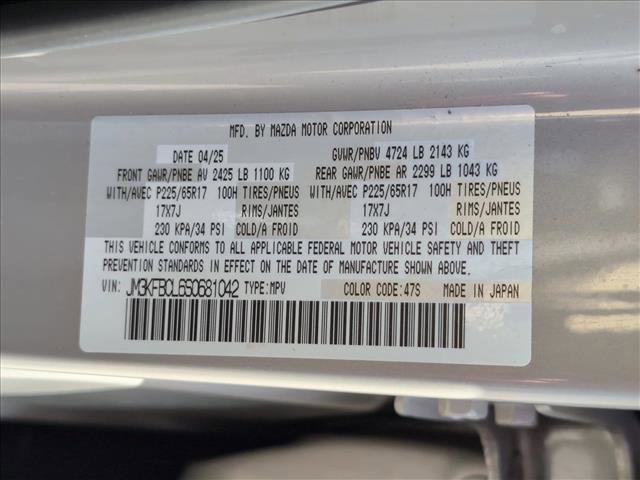 MFD. BY MAZDA MOTOR CORPORATION
DATE 04/25 GVWR/PNBV 4724 LB 2143 KG
FRONT GAWR/PNBE AV 2425 LB 1100 KG REAR GAWR/PNBE AR 2299 LB 1043 KG
WITH/AVEC P225/65R17 100H TIRES/PNEUS WITH/AVEC P225/65R17 100H TIRES/PNEUS
17X7J RIMS/JANTES 17X7J RIMS/JANTES
230 KPA/34 PSI COLD/A FROID 230 KPA/34 PSI COLD/A FROID
THIS VEHICLE CONFORMS TO ALL APPLICABLE FEDERAL MOTOR VEHICLE SAFETY AND THEFT
PREVENTION STANDARDS IN EFFECT ON THE DATE OF MANUFACTURE SHOWN ABOVE.
VIN: JM3KFBCL6S0681042 TYPE:MPV COLOR CODE:47S MADE IN JAPAN